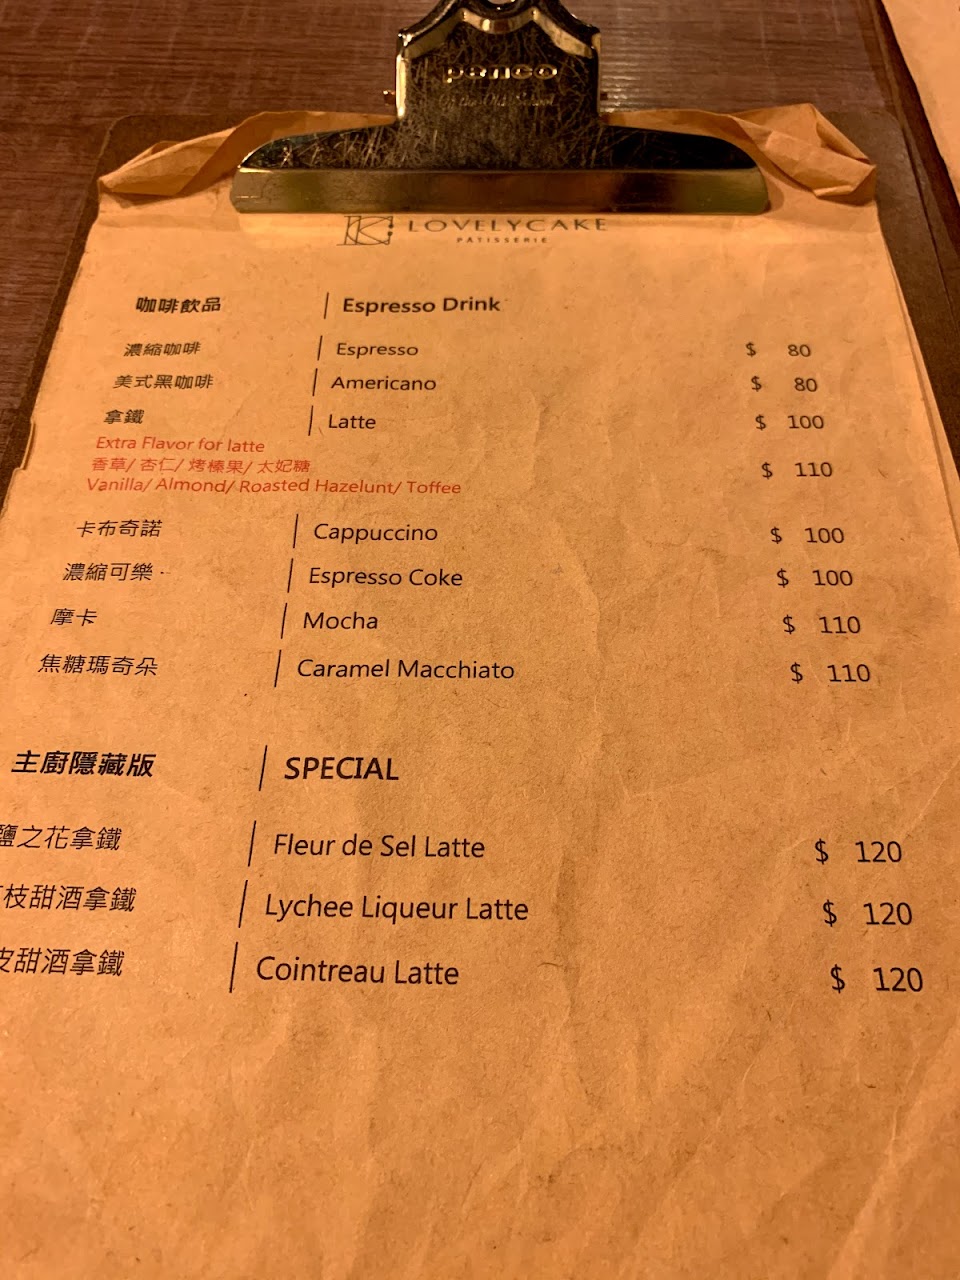 panco
Of the Old School
LOVELYCAKE
PATISSERIE
咖啡飲品 | Espresso Drink
濃縮咖啡 | Espresso $ 80
美式黑咖啡 | Americano $ 80
拿鐵 | Latte $ 100
Extra Flavor for latte
香草/ 杏仁/ 烤榛果/ 太妃糖 $ 110
Vanilla/ Almond/ Roasted Hazelunt/ Toffee
卡布奇諾 | Cappuccino $ 100
濃縮可樂 | Espresso Coke $ 100
摩卡 | Mocha $ 110
焦糖瑪奇朵 | Caramel Macchiato $ 110
主廚隱藏版 | SPECIAL
鹽之花拿鐵 | Fleur de Sel Latte $ 120
枝甜酒拿鐵 | Lychee Liqueur Latte $ 120
皮甜酒拿鐵 | Cointreau Latte $ 120